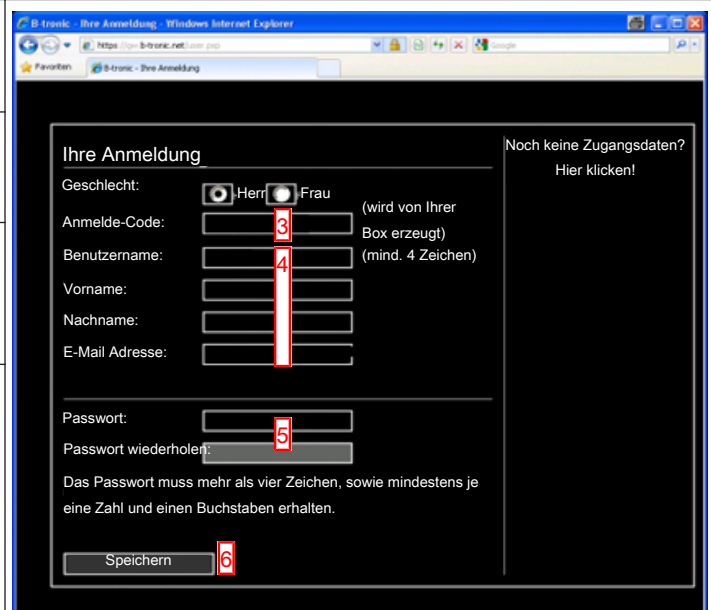 B-tronic - Ihre Anmeldung - Windows Internet Explorer
b-tronic.net
Google
Favoriten
B-tronic - Ihre Anmeldung
Ihre Anmeldung
Noch keine Zugangsdaten?
Hier klicken!
Geschlecht:
Herr
Frau
Anmelde-Code:
3
(wird von Ihrer
Box erzeugt)
Benutzername:
4
(mind. 4 Zeichen)
Vorname:
Nachname:
E-Mail Adresse:
Passwort:
5
Passwort wiederholen:
Das Passwort muss mehr als vier Zeichen, sowie mindestens je
eine Zahl und einen Buchstaben erhalten.
Speichern
6